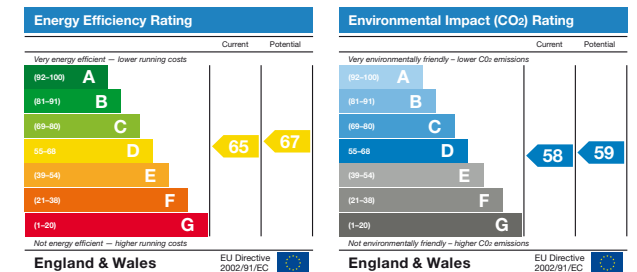 Energy Efficiency Rating
Current Potential
Very energy efficient — lower running costs
(92–100) A
(81–91) B
(69–80) C
55–68 D
(39–54) E
(21–38) F
(1–20) G
65
67
Not energy efficient — higher running costs
England & Wales
EU Directive
2002/91/EC
Environmental Impact (CO2) Rating
Current Potential
Very environmentally friendly – lower C02 emissions
(92–100) A
(81–91) B
(69–80) C
55–68 D
(39–54) E
(21–38) F
(1–20) G
58
59
Not environmentally friendly – higher C02 emissions
England & Wales
EU Directive
2002/91/EC